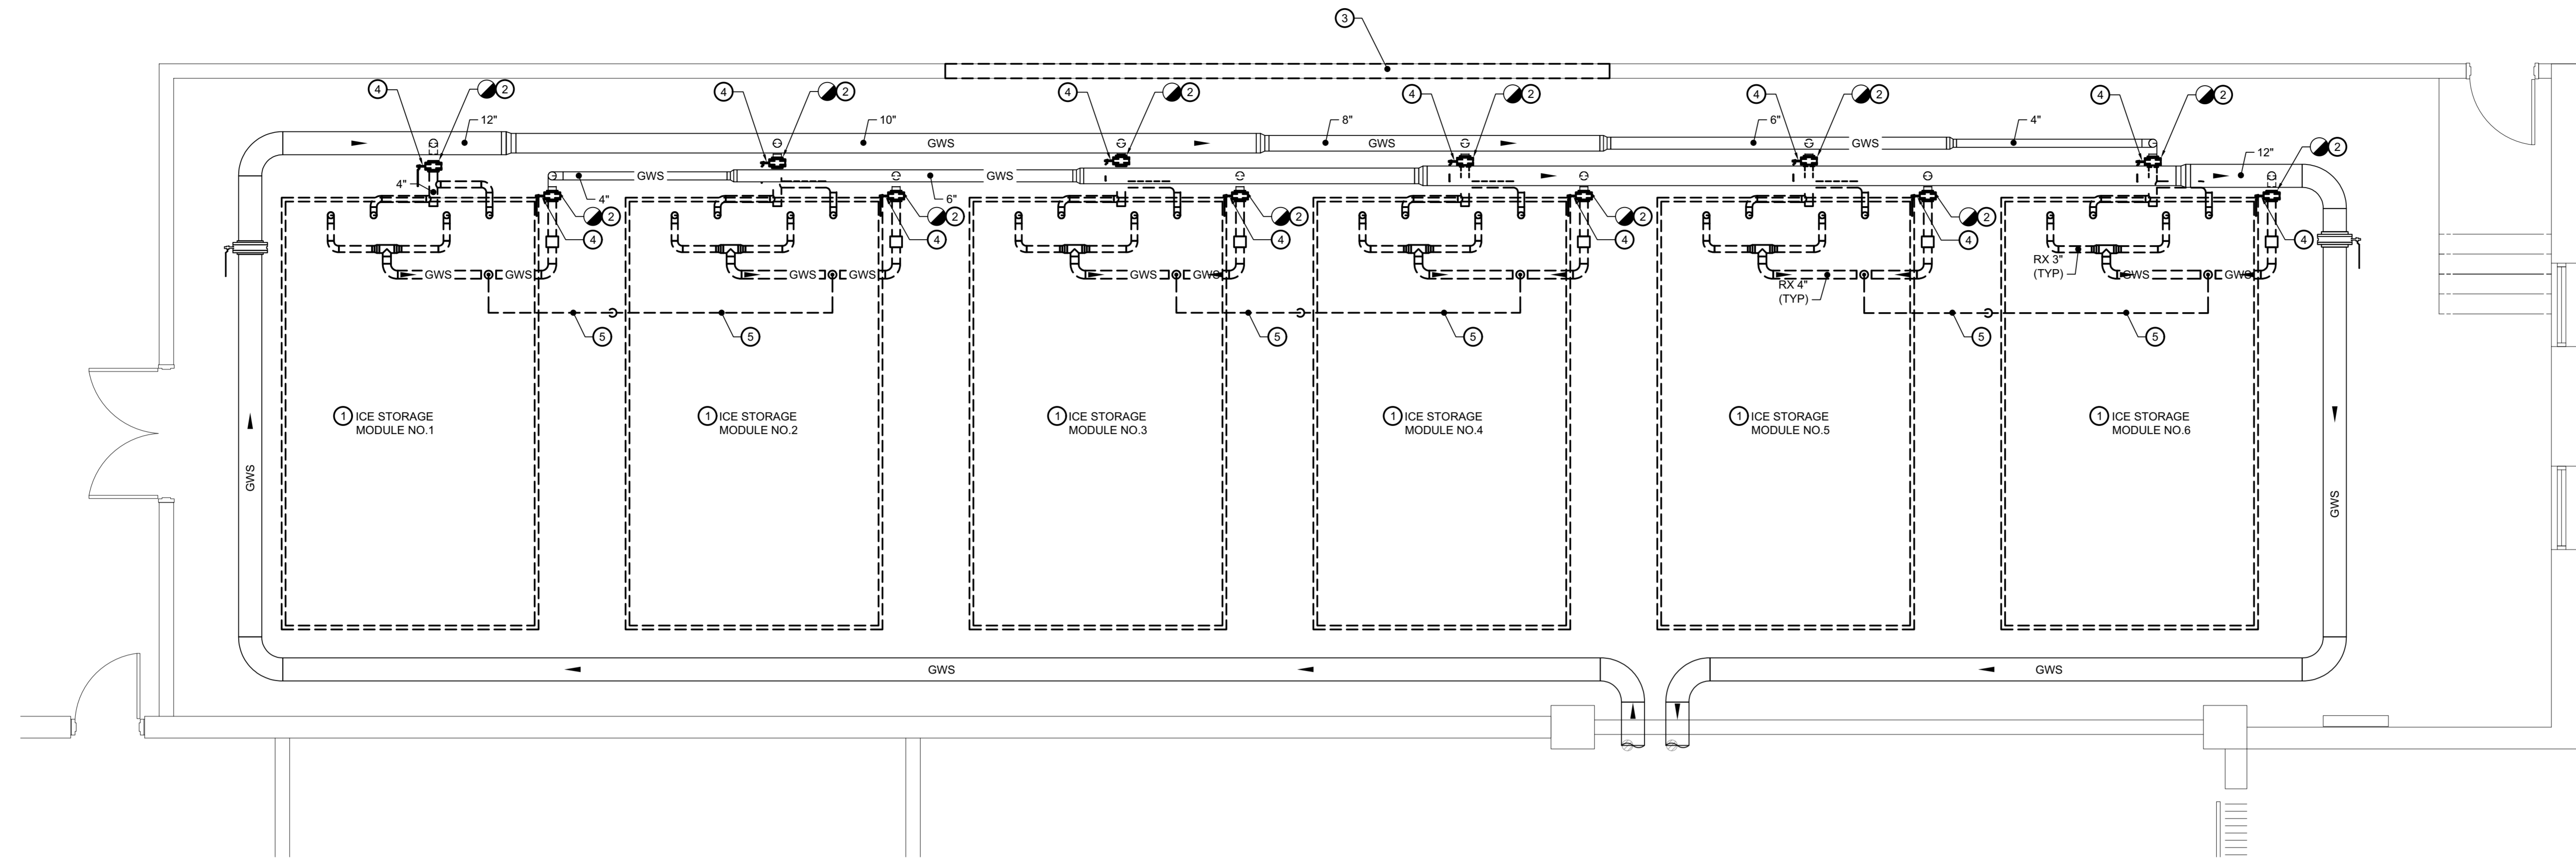 3
4 2 4 2 4 2 4 2 4 2 4 2
12" 10" 8" 6" 4"
GWS GWS GWS
12" 2
GWS GWS
4" 4" 6"
2 2 2 2 2
4 4 4 4 4 4
RX 3"
(TYP)
GWS GWS GWS GWS GWS GWS GWS GWS
RX 4"
(TYP)
5 5 5 5 5 5
1 ICE STORAGE
MODULE NO.1
1 ICE STORAGE
MODULE NO.2
1 ICE STORAGE
MODULE NO.3
1 ICE STORAGE
MODULE NO.4
1 ICE STORAGE
MODULE NO.5
1 ICE STORAGE
MODULE NO.6
GWS
GWS
GWS
GWS